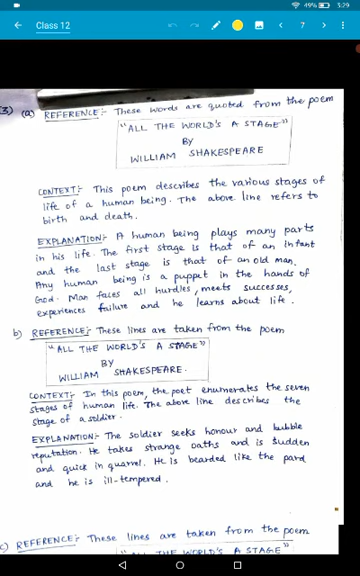 49% 3:29
Class 12
7
(3) (a) REFERENCE:- These words are quoted from the poem
"ALL THE WORLD'S A STAGE"
BY
WILLIAM SHAKESPEARE
CONTEXT:- This poem describes the various stages of
life of a human being. The above line refers to
birth and death.
EXPLANATION:- A human being plays many parts
in his life. The first stage is that of an Infant
and the last stage is that of an old man.
Any human being is a puppet in the hands of
God. Man faces all hurdles, meets successes,
experiences failure and he learns about life.
b) REFERENCE:- These lines are taken from the poem
"ALL THE WORLD'S A STAGE"
BY
WILLIAM SHAKESPEARE.
CONTEXT:- In this poem, the poet enumerates the seven
stages of human life. The above line describes the
stage of a soldier.
EXPLANATION:- The soldier seeks honour and bubble
reputation. He takes strange oaths and is sudden
and quick in quarrel. He is bearded like the pard
and he is ill-tempered.
c) REFERENCE:- These lines are taken from the poem
"ALL THE WORLD'S A STAGE"